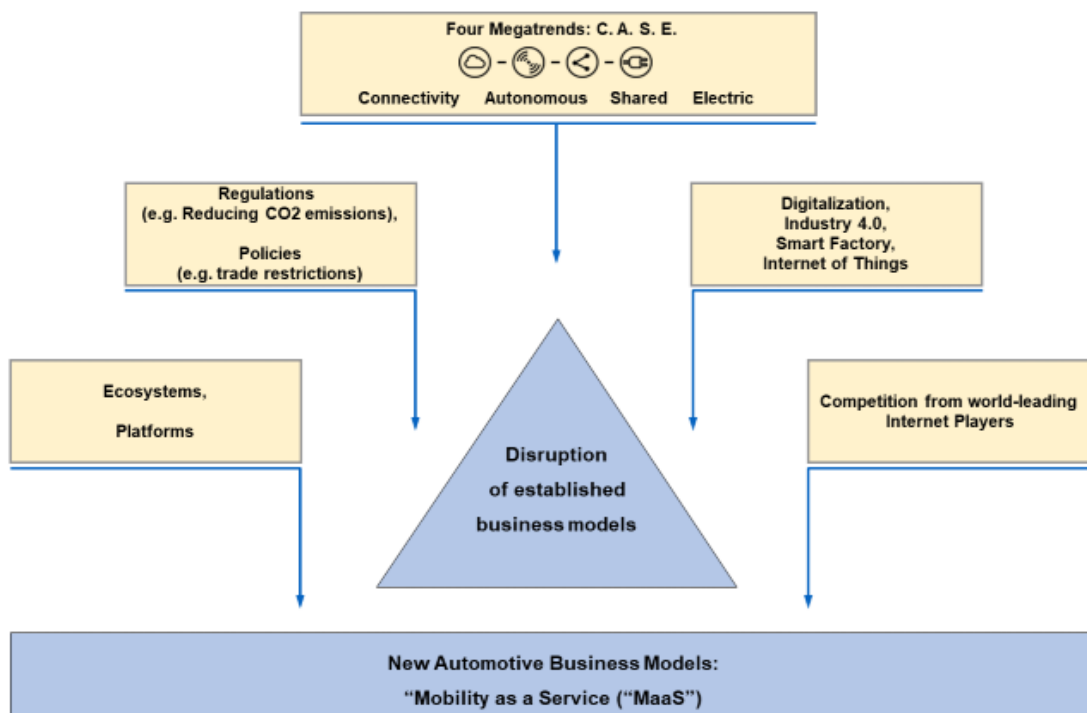 Four Megatrends: C. A. S. E.
Connectivity Autonomous Shared Electric
Regulations
(e.g. Reducing CO2 emissions),
Policies
(e.g. trade restrictions)
Digitalization,
Industry 4.0,
Smart Factory,
Internet of Things
Ecosystems,
Platforms
Competition from world-leading
Internet Players
Disruption
of established
business models
New Automotive Business Models:
“Mobility as a Service (“MaaS”)